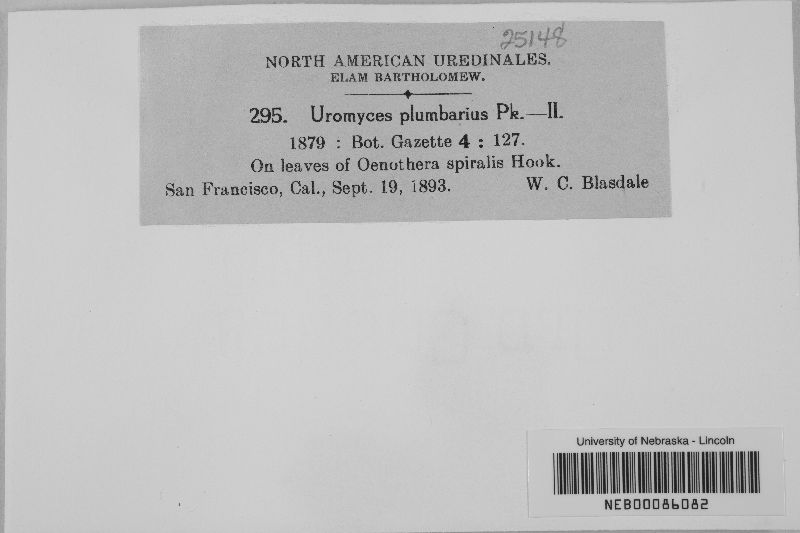 25148
NORTH AMERICAN UREDINALES.
ELAM BARTHOLOMEW.
295. Uromyces plumbarius Pk.—II.
1879 : Bot. Gazette 4 : 127.
On leaves of Oenothera spiralis Hook.
San Francisco, Cal., Sept. 19, 1893. W. C. Blasdale
University of Nebraska - Lincoln
NEB00086082